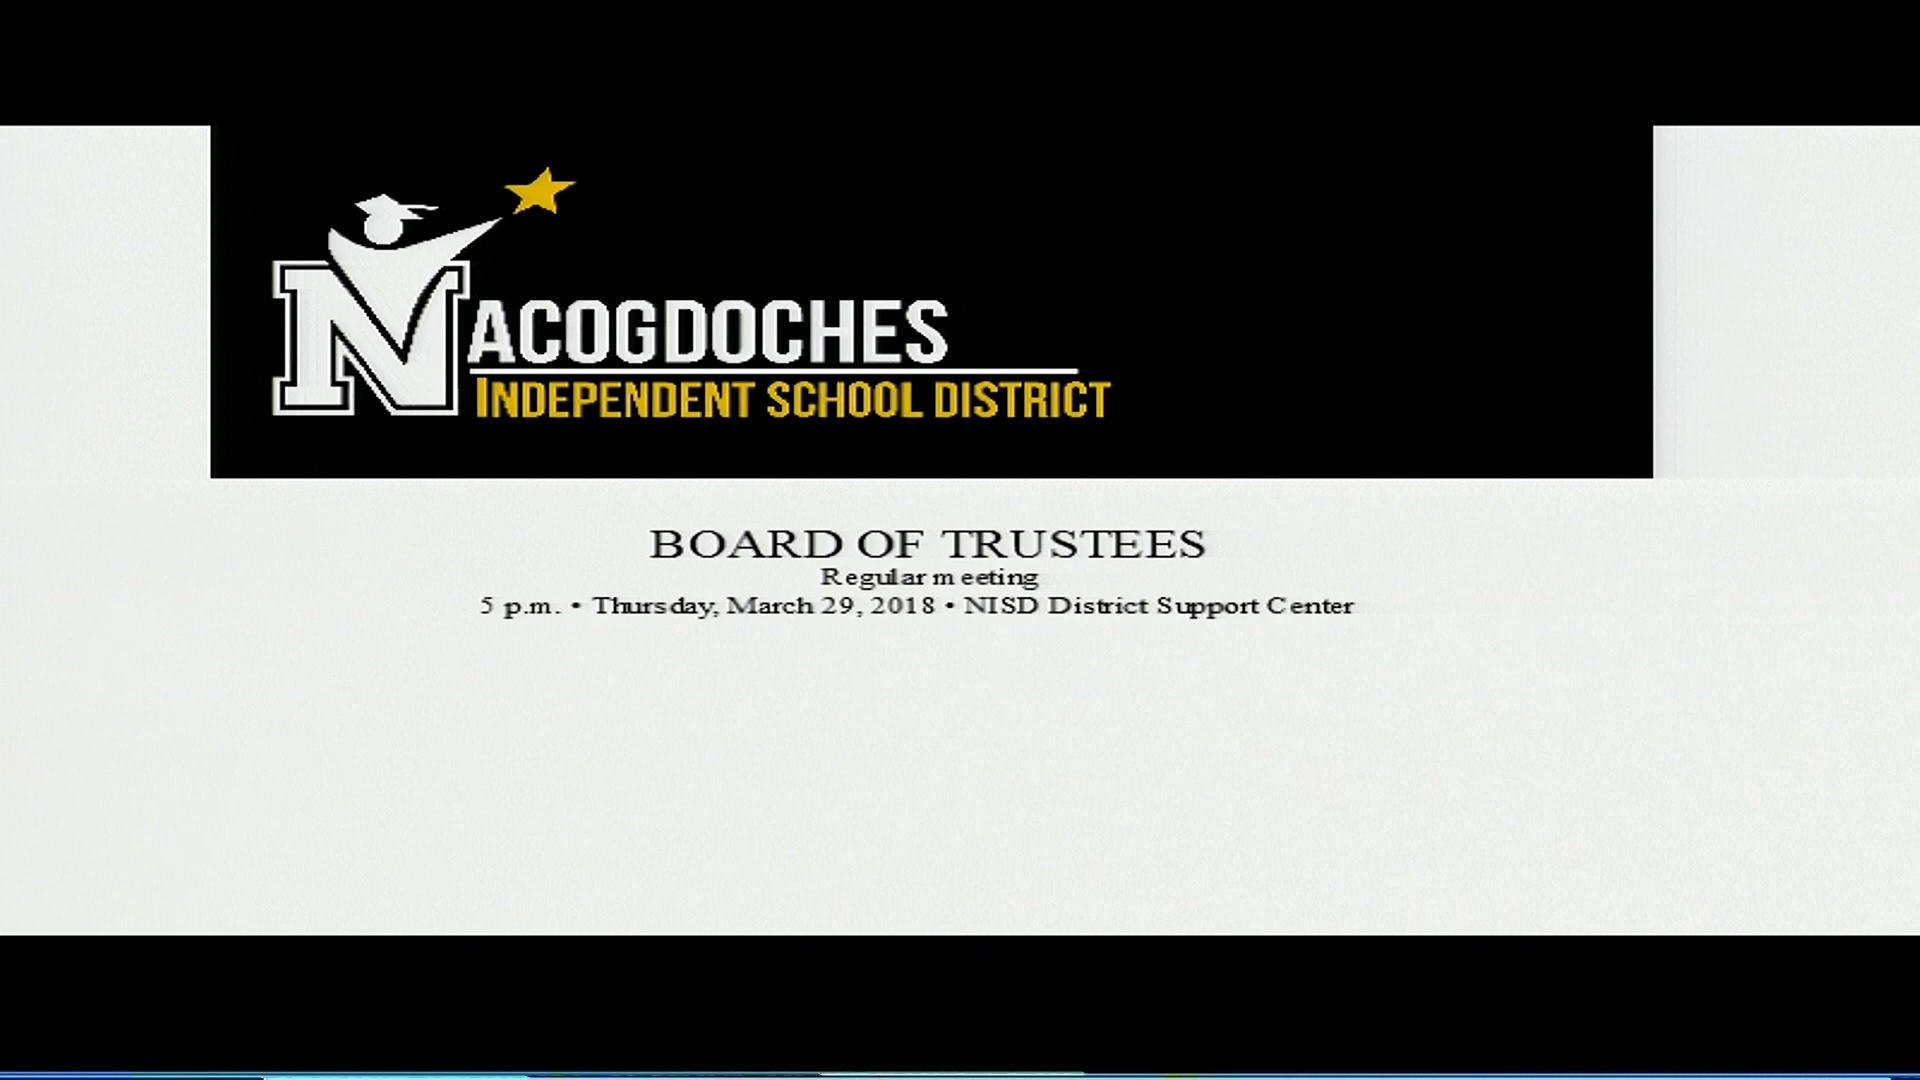 NACOGDOCHES
INDEPENDENT SCHOOL DISTRICT
BOARD OF TRUSTEES
Regular meeting
5 p.m. • Thursday, March 29, 2018 • NISD District Support Center